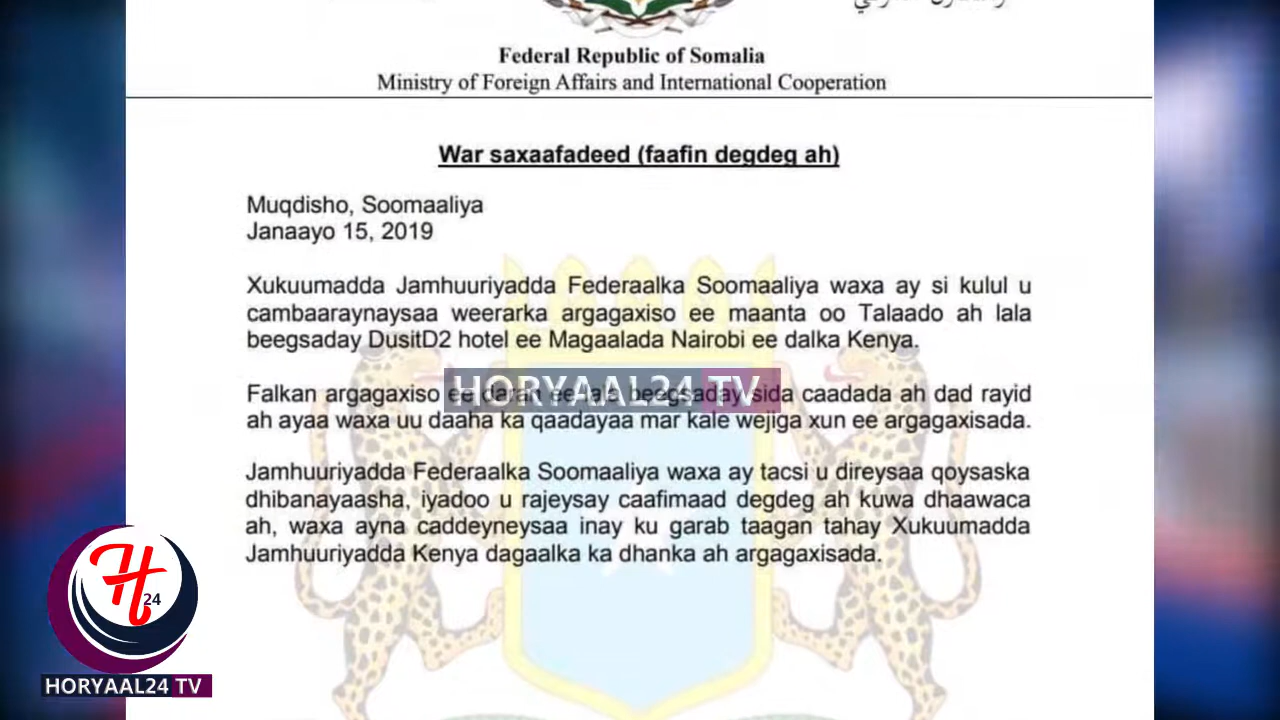 Federal Republic of Somalia
Ministry of Foreign Affairs and International Cooperation
War saxaafadeed (faafin degdeg ah)
Muqdisho, Soomaaliya
Janaayo 15, 2019
Xukuumadda Jamhuuriyadda Federaalka Soomaaliya waxa ay si kulul u
cambaaraynaysaa weerarka argagaxiso ee maanta oo Talaado ah lala
beegsaday DusitD2 hotel ee Magaalada Nairobi ee dalka Kenya.
Falkan argagaxiso ee daran ee lala beegsaday sida caadada ah dad rayid
ah ayaa waxa uu daaha ka qaadayaa mar kale wejiga xun ee argagaxisada.
HORYAAL24 TV
Jamhuuriyadda Federaalka Soomaaliya waxa ay tacsi u direysaa qoysaska
dhibanayaasha, iyadoo u rajeysay caafimaad degdeg ah kuwa dhaawaca
ah, waxa ayna caddeyneysaa inay ku garab taagan tahay Xukuumadda
Jamhuuriyadda Kenya dagaalka ka dhanka ah argagaxisada.
H
24
HORYAAL24 TV